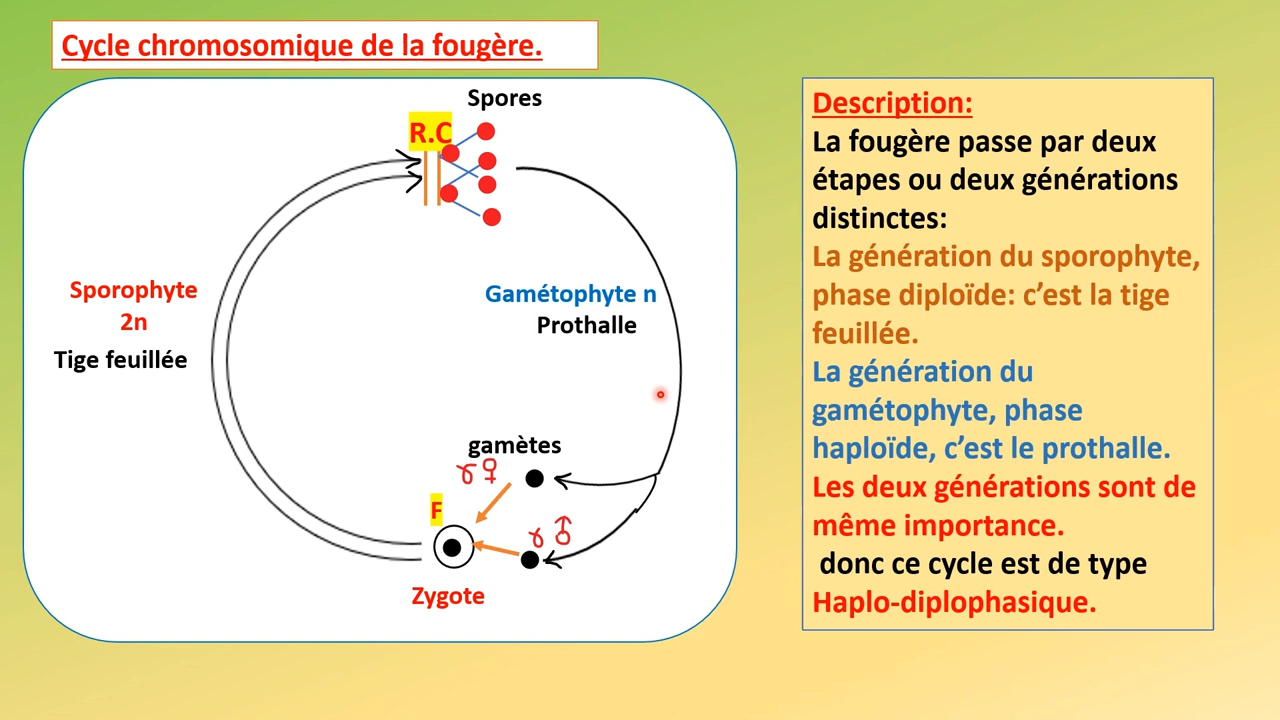 Cycle chromosomique de la fougère.
Spores
R.C
Sporophyte
2n
Tige feuillée
Gamétophyte n
Prothalle
gamètes
γ ♀
F
γ ♂
Zygote
Description:
La fougère passe par deux
étapes ou deux générations
distinctes:
La génération du sporophyte,
phase diploïde: c’est la tige
feuillée.
La génération du
gamétophyte, phase
haploïde, c’est le prothalle.
Les deux générations sont de
même importance.
donc ce cycle est de type
Haplo-diplophasique.